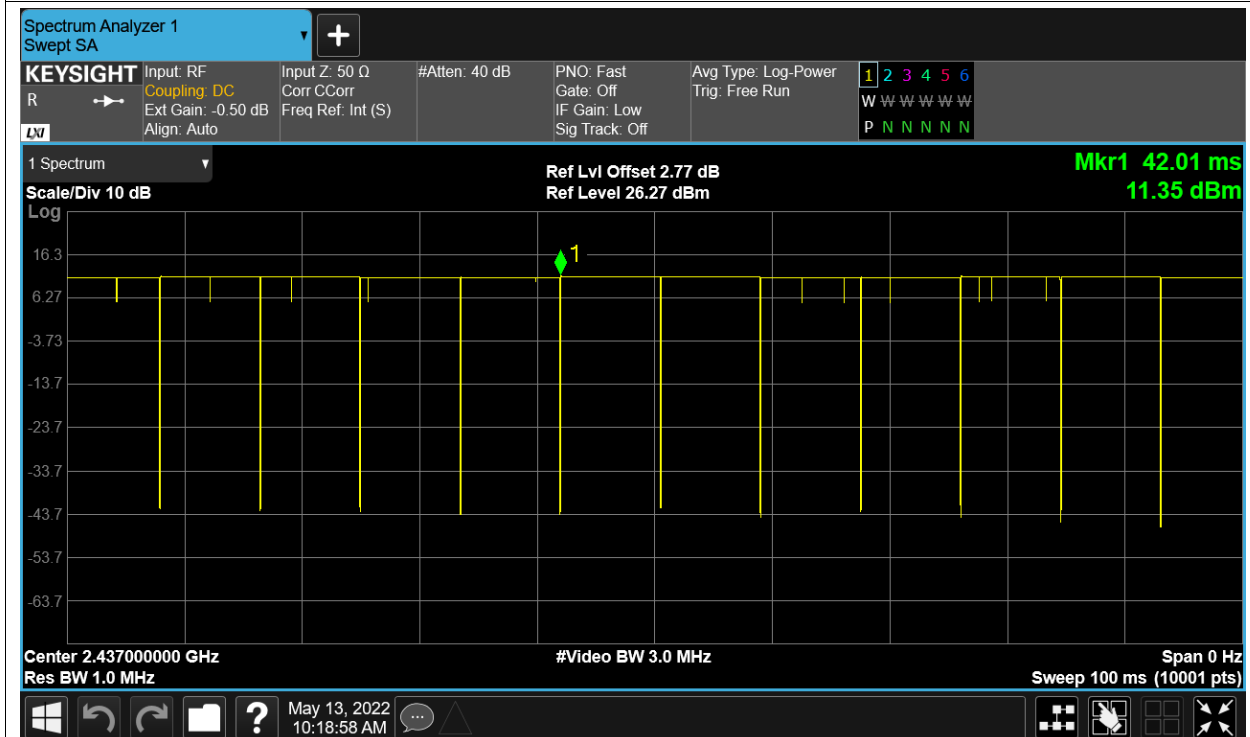 Spectrum Analyzer 1
Swept SA
+
KEYSIGHT
R
LXI
Input: RF
Coupling: DC
Ext Gain: -0.50 dB
Align: Auto
Input Z: 50 Ω
Corr CCorr
Freq Ref: Int (S)
#Atten: 40 dB
PNO: Fast
Gate: Off
IF Gain: Low
Sig Track: Off
Avg Type: Log-Power
Trig: Free Run
1 2 3 4 5 6
W W W W W W
P N N N N N
1 Spectrum
Scale/Div 10 dB
Log
Ref Lvl Offset 2.77 dB
Ref Level 26.27 dBm
Mkr1 42.01 ms
11.35 dBm
1
16.3
6.27
-3.73
-13.7
-23.7
-33.7
-43.7
-53.7
-63.7
Center 2.437000000 GHz
#Video BW 3.0 MHz
Span 0 Hz
Res BW 1.0 MHz
Sweep 100 ms (10001 pts)
?
May 13, 2022
10:18:58 AM